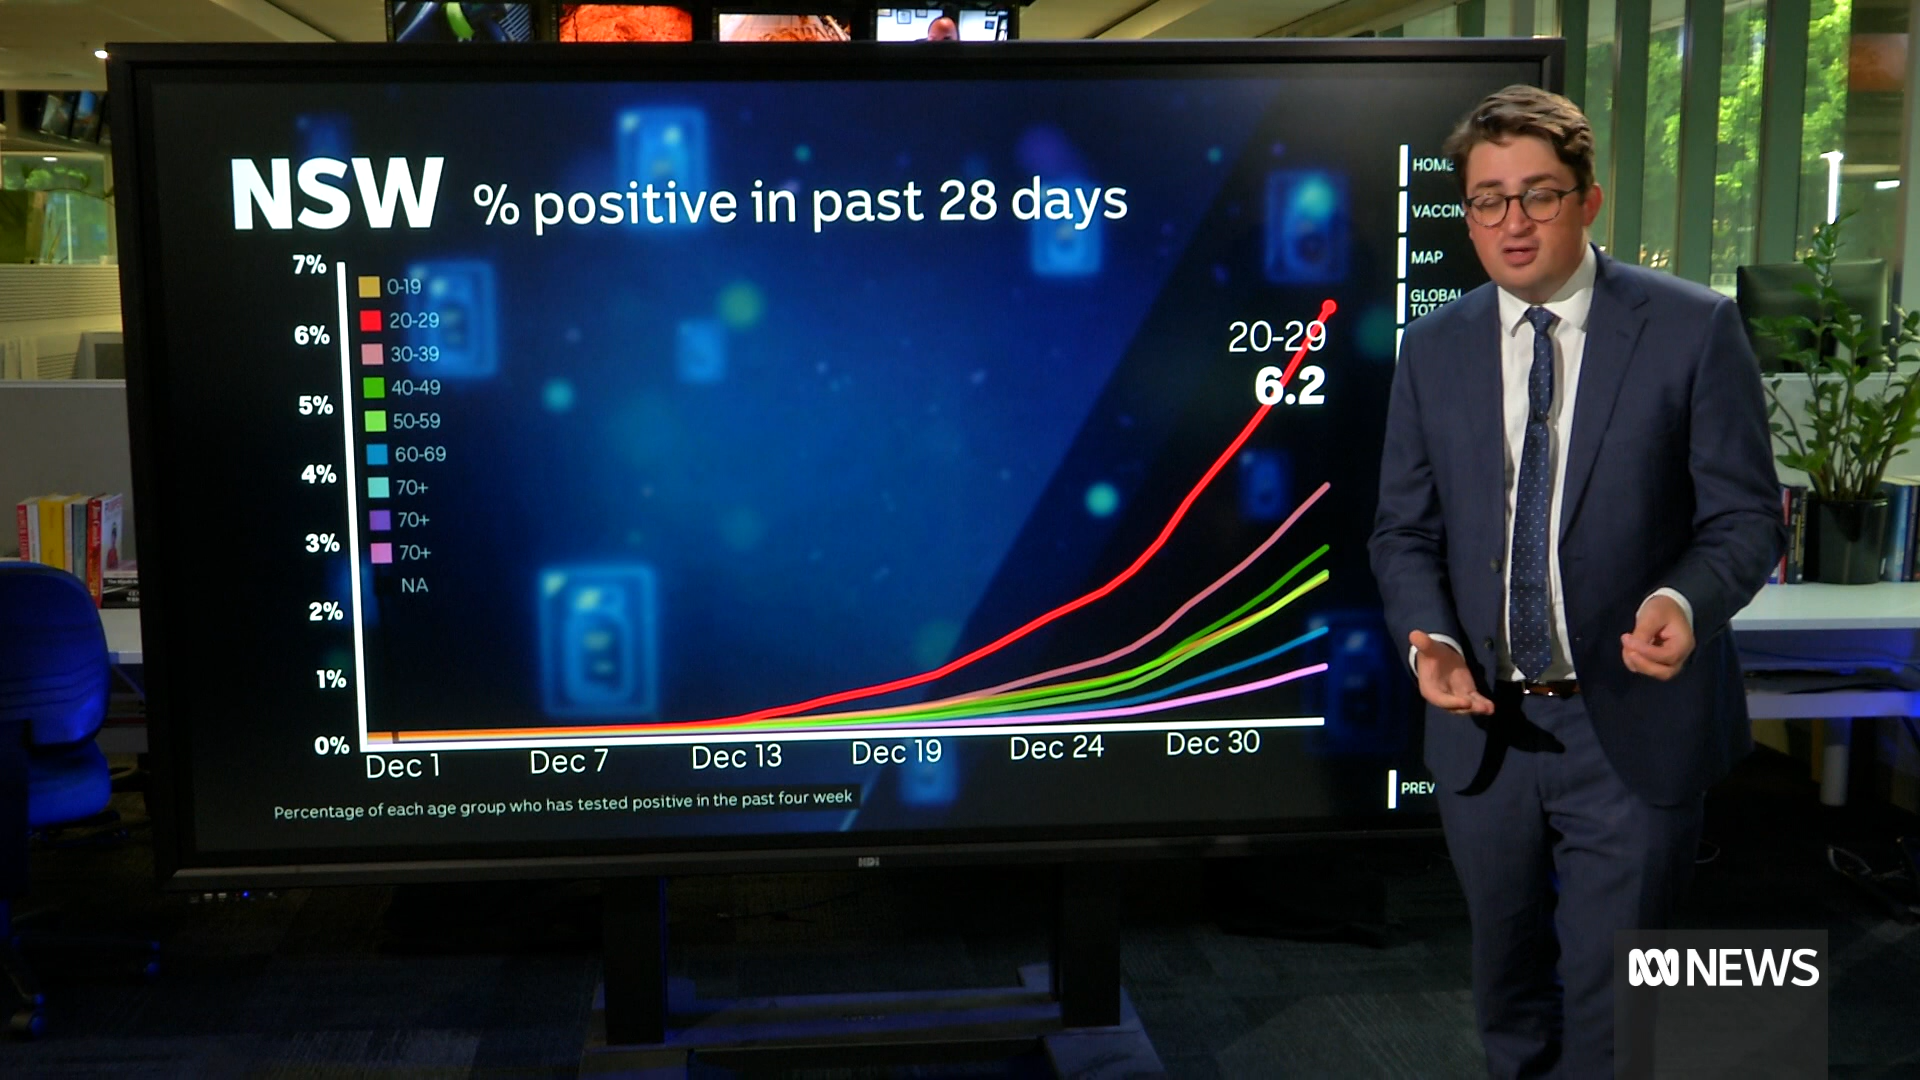 NSW % positive in past 28 days
7%
6%
5%
4%
3%
2%
1%
0%
0-19
20-29
30-39
40-49
50-59
60-69
70+
70+
70+
NA
20-29
6.2
Dec 1 Dec 7 Dec 13 Dec 19 Dec 24 Dec 30
Percentage of each age group who has tested positive in the past four week
HOME
VACCIN
MAP
GLOBAL
PREV
NEWS